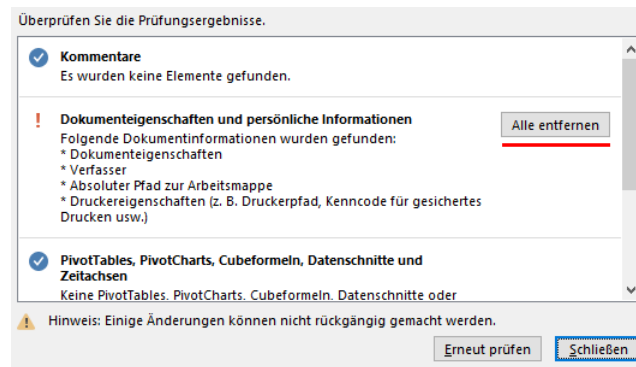 Überprüfen Sie die Prüfungsergebnisse.
Kommentare
Es wurden keine Elemente gefunden.
! Dokumenteigenschaften und persönliche Informationen
Alle entfernen
Folgende Dokumentinformationen wurden gefunden:
* Dokumenteigenschaften
* Verfasser
* Absoluter Pfad zur Arbeitsmappe
* Druckereigenschaften (z. B. Druckerpfad, Kenncode für gesichertes
Drucken usw.)
PivotTables, PivotCharts, Cubeformeln, Datenschnitte und
Zeitachsen
Keine PivotTables, PivotCharts, Cubeformeln, Datenschnitte oder
Hinweis: Einige Änderungen können nicht rückgängig gemacht werden.
Erneut prüfen
Schließen